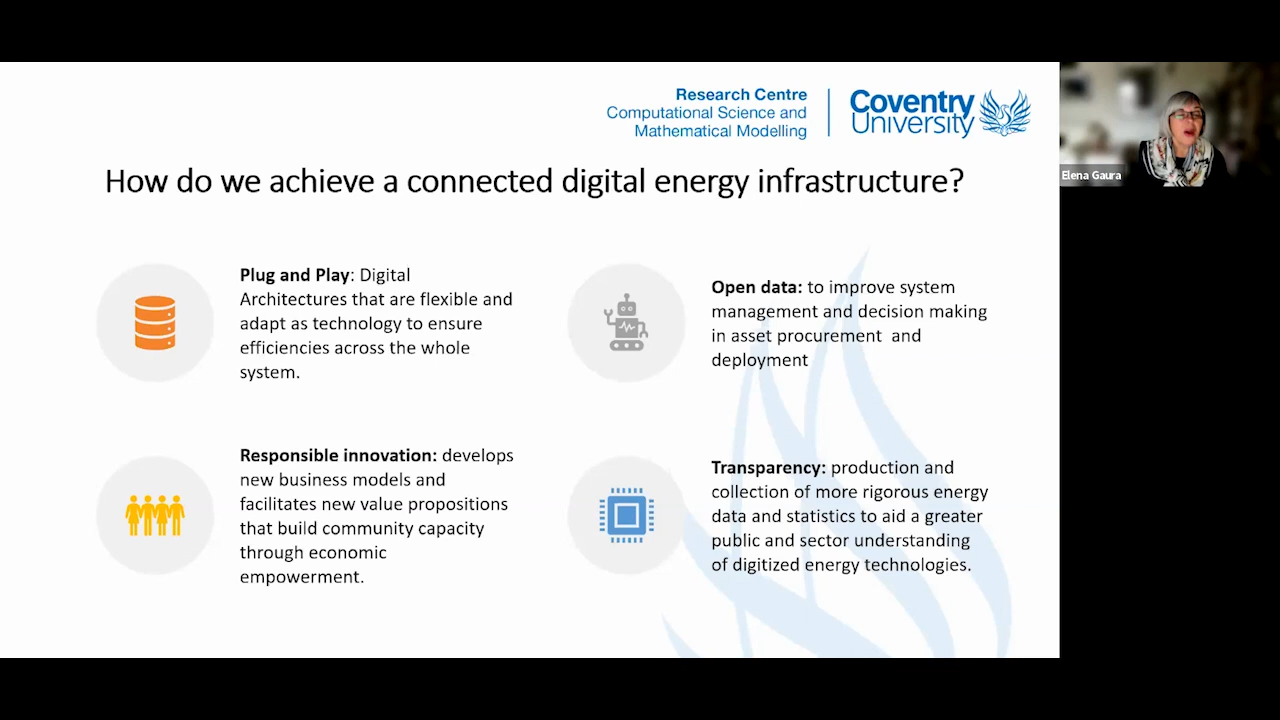 Research Centre
Computational Science and
Mathematical Modelling
Coventry
University
How do we achieve a connected digital energy infrastructure?
Plug and Play: Digital
Architectures that are flexible and
adapt as technology to ensure
efficiencies across the whole
system.
Open data: to improve system
management and decision making
in asset procurement and
deployment
Responsible innovation: develops
new business models and
facilitates new value propositions
that build community capacity
through economic
empowerment.
Transparency: production and
collection of more rigorous energy
data and statistics to aid a greater
public and sector understanding
of digitized energy technologies.
Elena Gaura